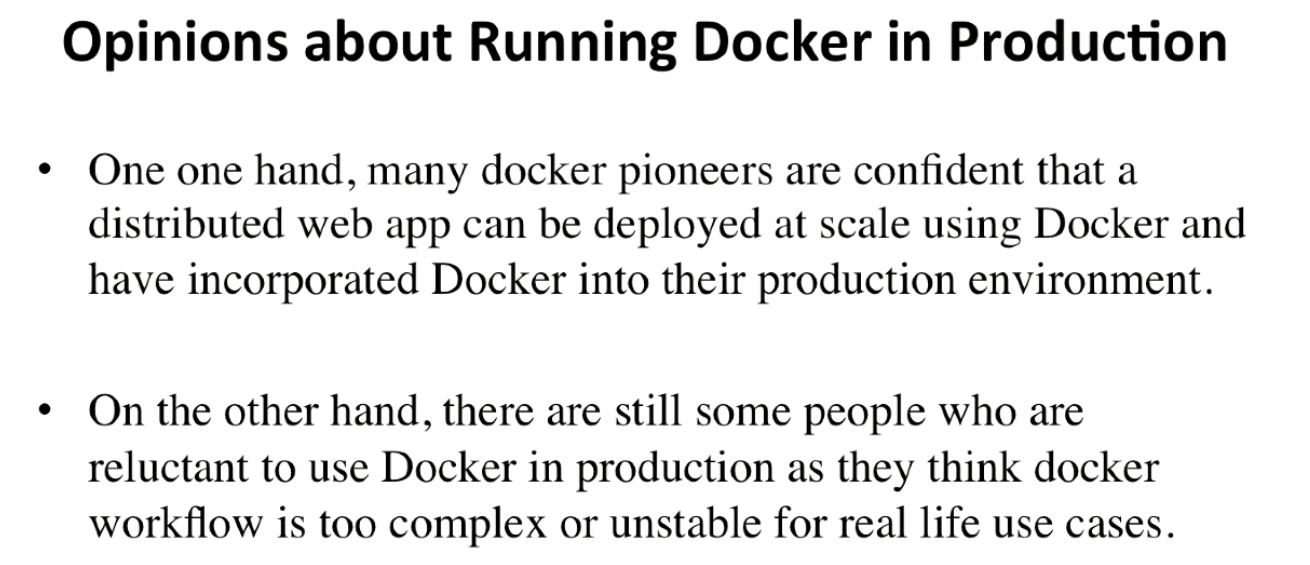 Opinions about Running Docker in Production
• One one hand, many docker pioneers are confident that a
distributed web app can be deployed at scale using Docker and
have incorporated Docker into their production environment.
• On the other hand, there are still some people who are
reluctant to use Docker in production as they think docker
workflow is too complex or unstable for real life use cases.